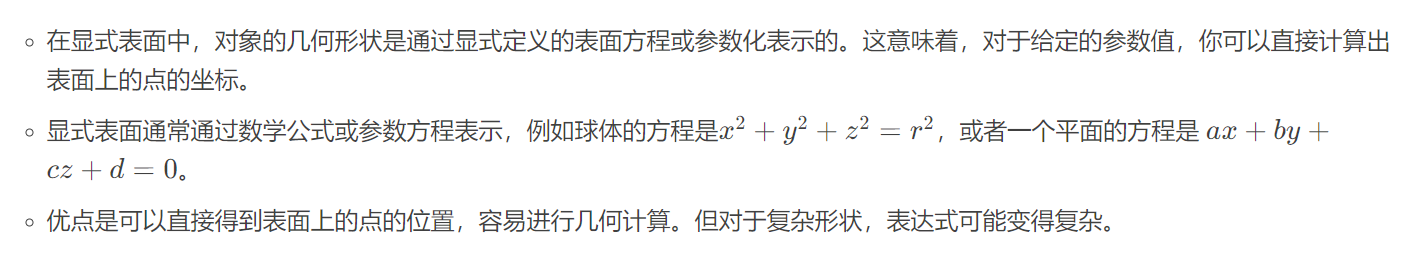 在显式表面中，对象的几何形状是通过显式定义的表面方程或参数化表示的。这意味着，对于给定的参数值，你可以直接计算出
表面上的点的坐标。
显式表面通常通过数学公式或参数方程表示，例如球体的方程是x² + y² + z² = r²，或者一个平面的方程是 ax + by +
cz + d = 0。
优点是可以直接得到表面上的点的位置，容易进行几何计算。但对于复杂形状，表达式可能变得复杂。